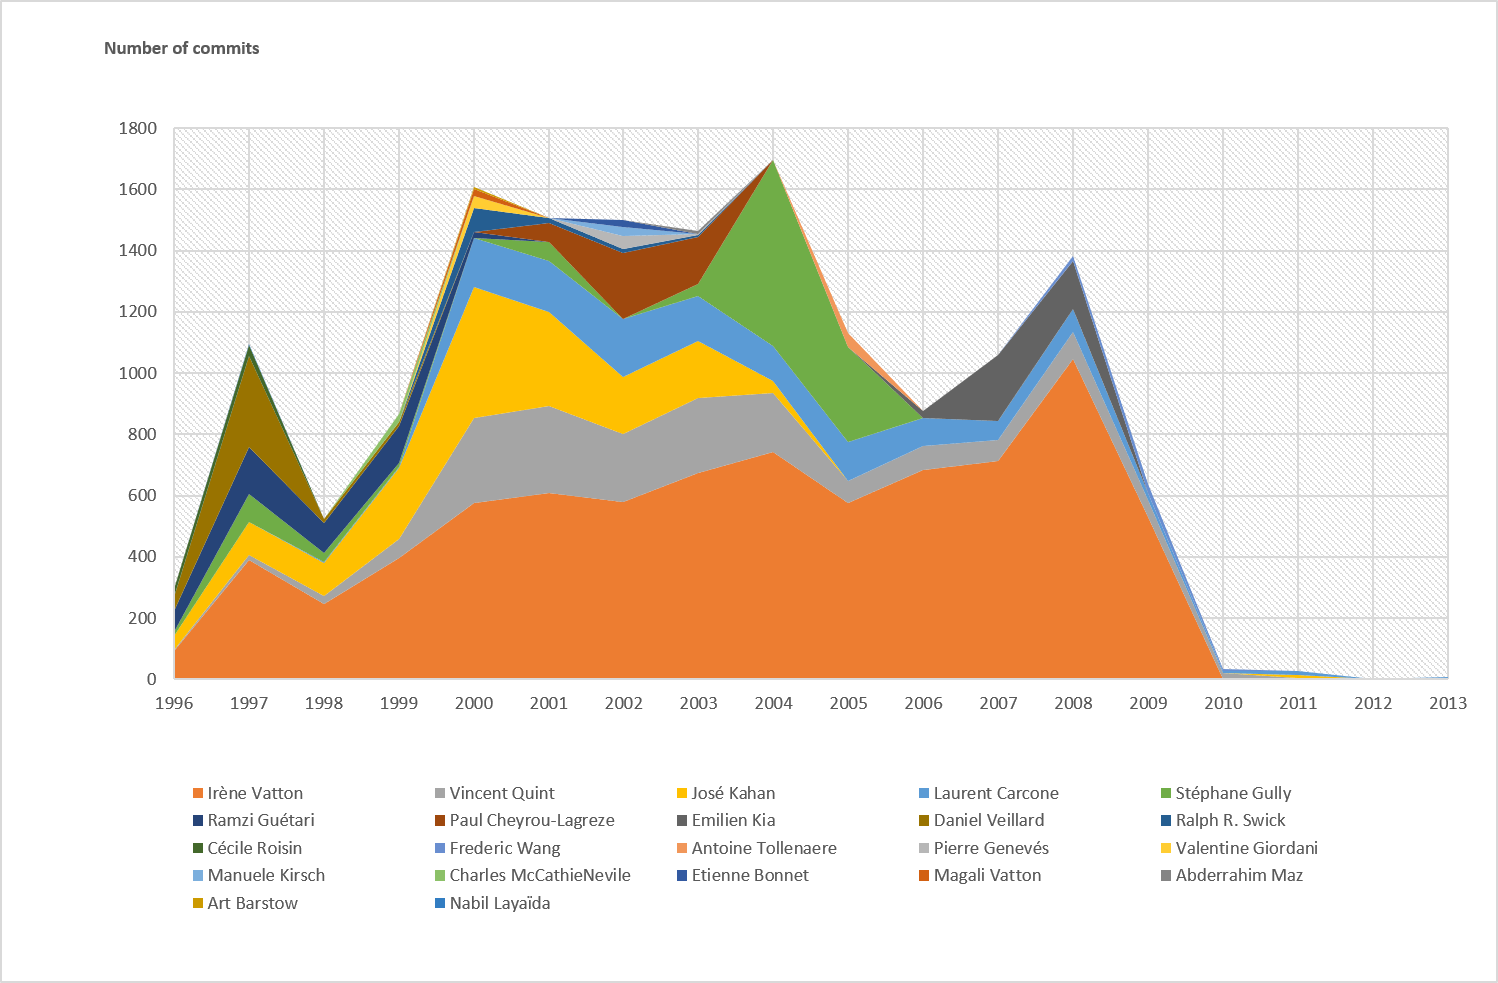 Number of commits
1800
1600
1400
1200
1000
800
600
400
200
0
1996 1997 1998 1999 2000 2001 2002 2003 2004 2005 2006 2007 2008 2009 2010 2011 2012 2013
Irène Vatton Vincent Quint José Kahan Laurent Carcone Stéphane Gully
Ramzi Guétari Paul Cheyrou-Lagreze Emilien Kia Daniel Veillard Ralph R. Swick
Cécile Roisin Frederic Wang Antoine Tollenaere Pierre Genevés Valentine Giordani
Manuele Kirsch Charles McCathieNevile Etienne Bonnet Magali Vatton Abderrahim Maz
Art Barstow Nabil Layaïda